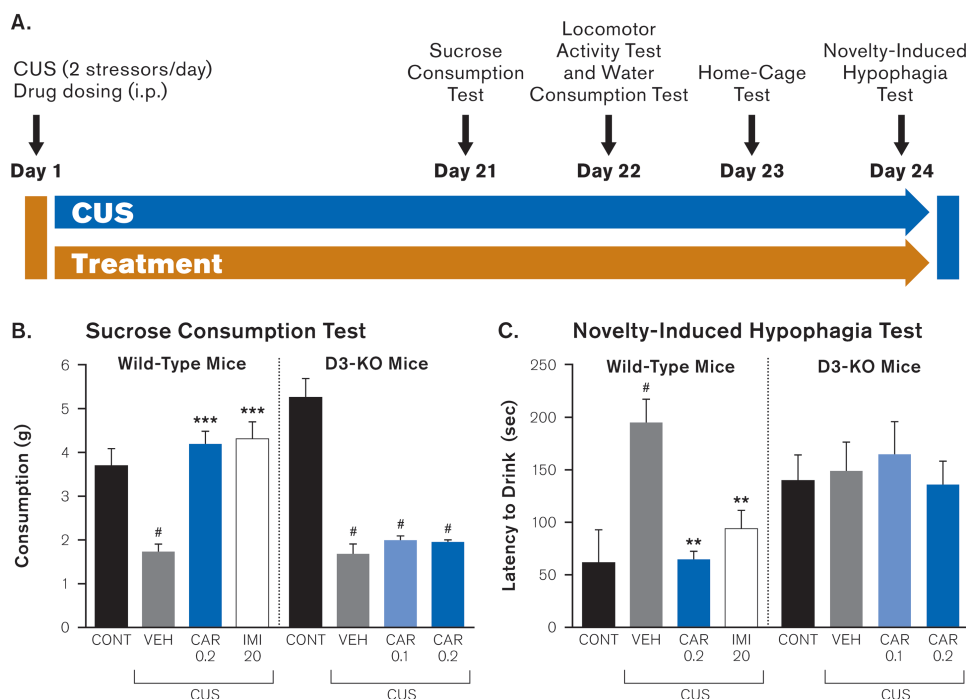 A.
CUS (2 stressors/day)
Drug dosing (i.p.)
Sucrose
Consumption
Test
Locomotor
Activity Test
and Water
Consumption Test
Home-Cage
Test
Novelty-Induced
Hypophagia
Test
Day 1
Day 21
Day 22
Day 23
Day 24
CUS
Treatment
B.
Sucrose Consumption Test
Wild-Type Mice
D3-KO Mice
Consumption (g)
6
5
4
3
2
1
0
#
***
***
#
#
#
CONT
VEH
CAR
0.2
IMI
20
CONT
VEH
CAR
0.1
CAR
0.2
CUS
CUS
C.
Novelty-Induced Hypophagia Test
Wild-Type Mice
D3-KO Mice
Latency to Drink (sec)
250
200
150
100
50
0
#
**
**
CONT
VEH
CAR
0.2
IMI
20
CONT
VEH
CAR
0.1
CAR
0.2
CUS
CUS